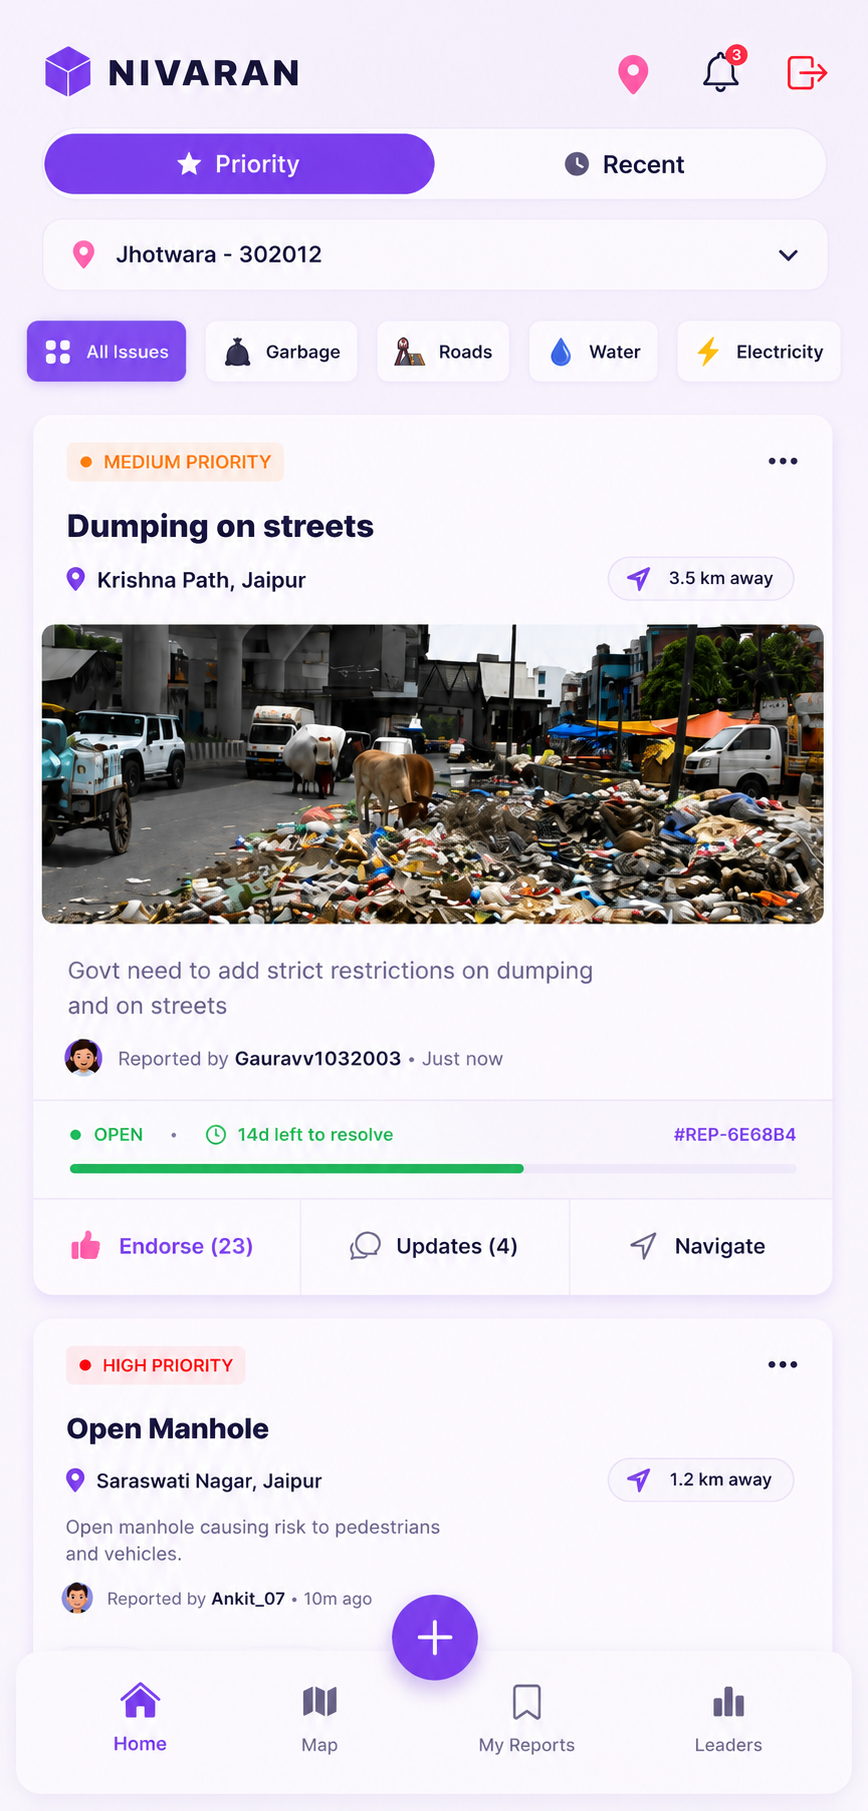 NIVARAN
3
Priority
Recent
Jhotwara - 302012
All Issues
Garbage
Roads
Water
Electricity
MEDIUM PRIORITY
Dumping on streets
Krishna Path, Jaipur
3.5 km away
Govt need to add strict restrictions on dumping
and on streets
Reported by Gauravv1032003 • Just now
OPEN • 14d left to resolve
#REP-6E68B4
Endorse (23)
Updates (4)
Navigate
HIGH PRIORITY
Open Manhole
Saraswati Nagar, Jaipur
1.2 km away
Open manhole causing risk to pedestrians
and vehicles.
Reported by Ankit_07 • 10m ago
Home
Map
My Reports
Leaders